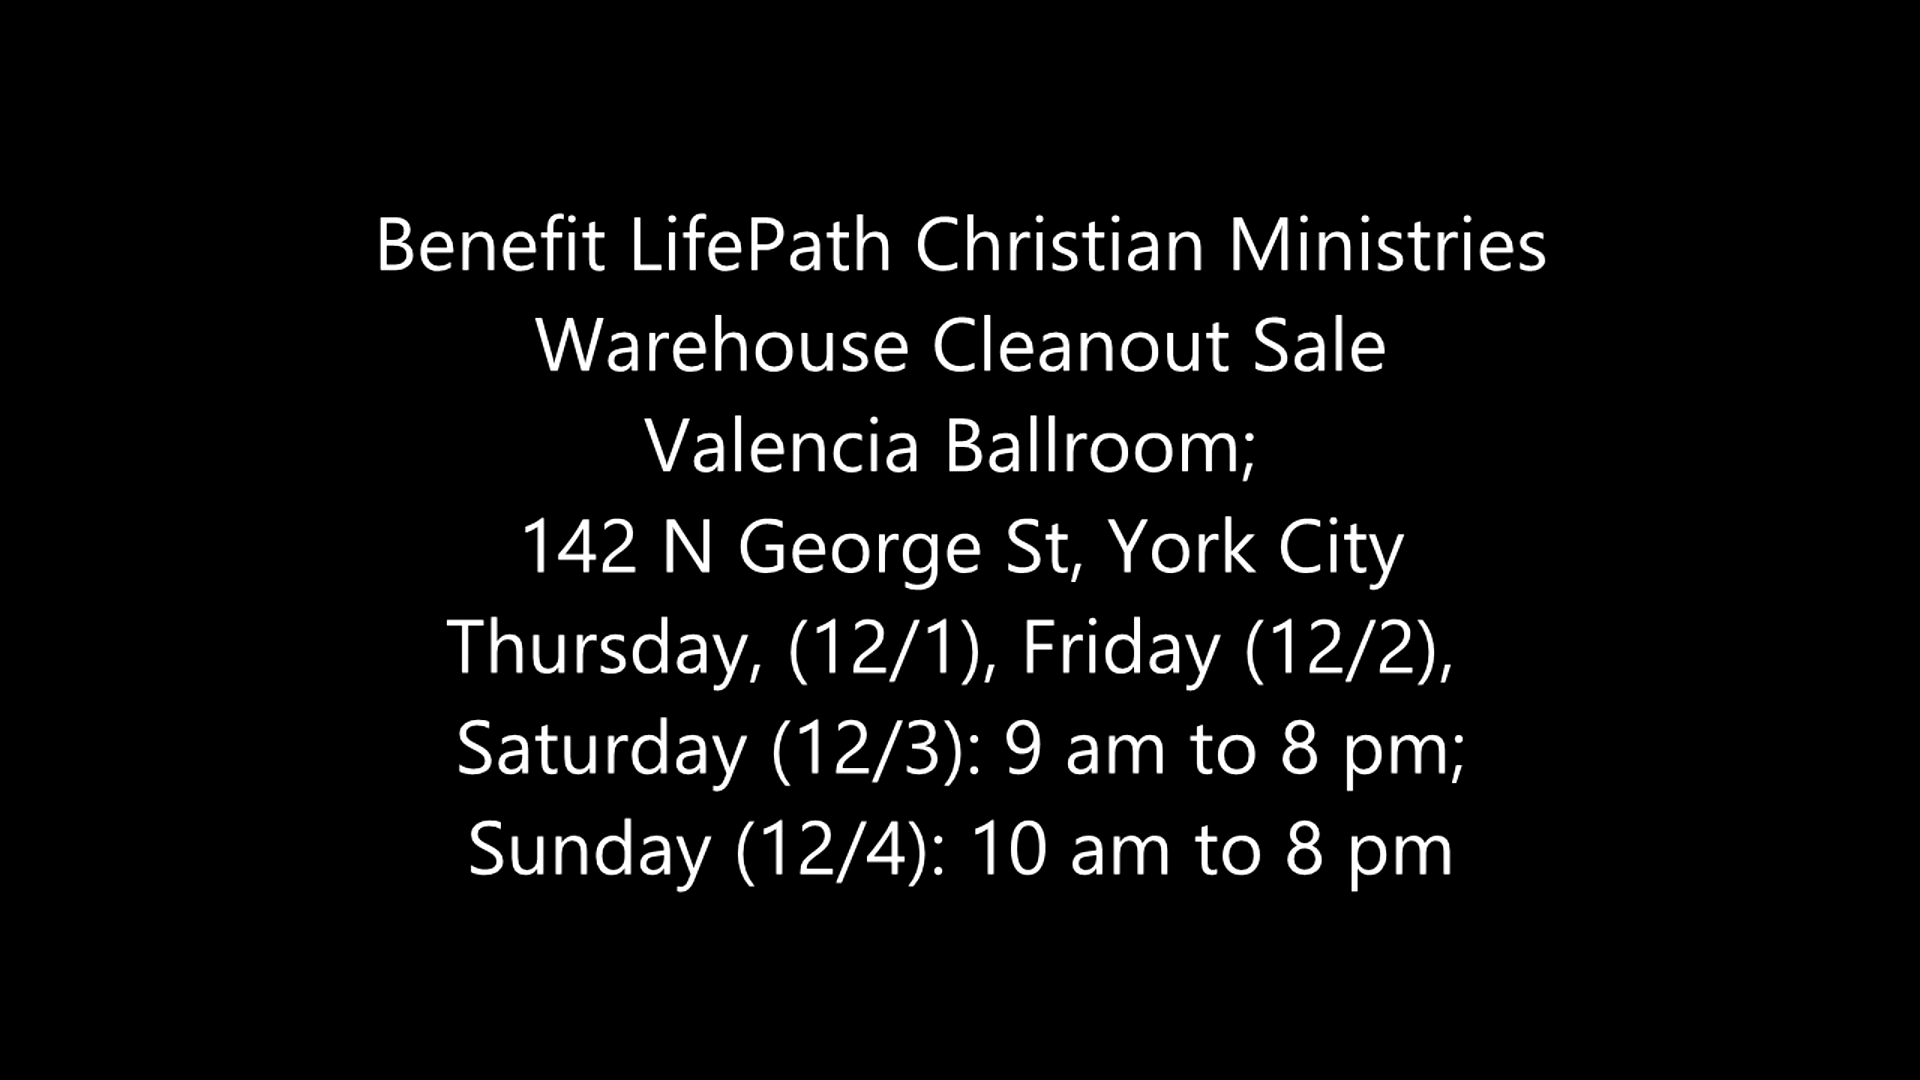 Benefit LifePath Christian Ministries
Warehouse Cleanout Sale
Valencia Ballroom;
142 N George St, York City
Thursday, (12/1), Friday (12/2),
Saturday (12/3): 9 am to 8 pm;
Sunday (12/4): 10 am to 8 pm